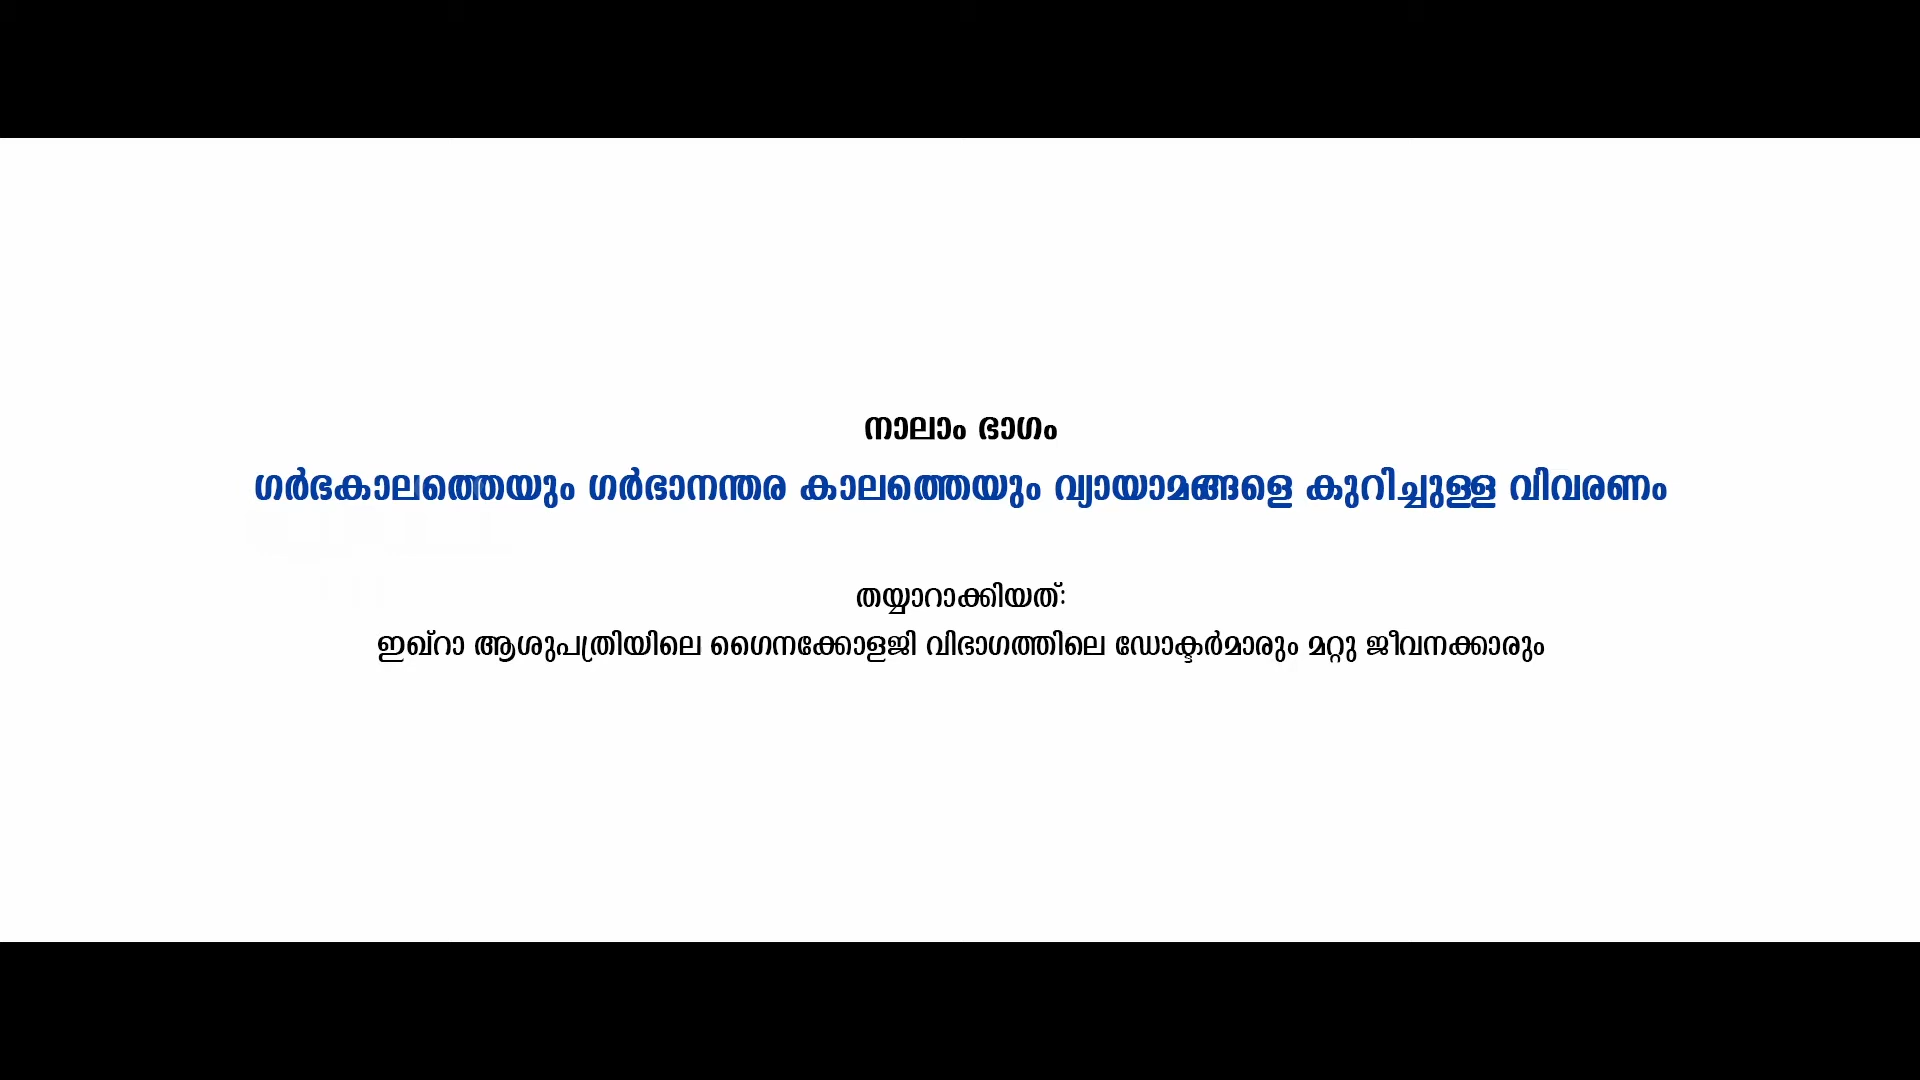 നാലാം ഭാഗം
ഗർഭകാലത്തെയും ഗർഭാനന്തര കാലത്തെയും വ്യായാമങ്ങളെ കുറിച്ചുള്ള വിവരണം
തയ്യാറാക്കിയത്:
ഇഖ്റാ ആശുപത്രിയിലെ ഗൈനക്കോളജി വിഭാഗത്തിലെ ഡോക്ടർമാരും മറ്റു ജീവനക്കാരും